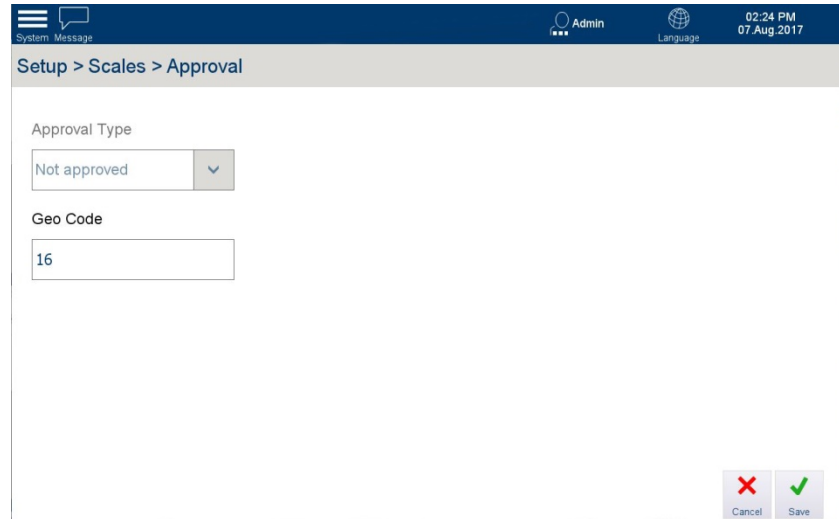 System Message
Admin
Language
02:24 PM
07.Aug.2017
Setup > Scales > Approval
Approval Type
Not approved
Geo Code
16
Cancel
Save